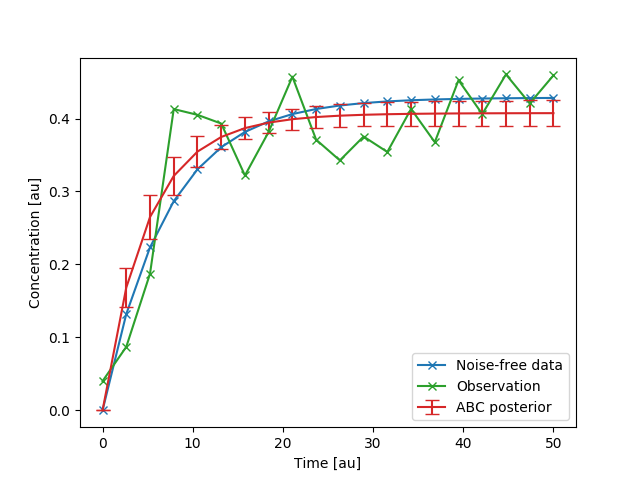 0.4
0.3
0.2
0.1
0.0
Concentration [au]
0
10
20
30
40
50
Time [au]
Noise-free data
Observation
ABC posterior